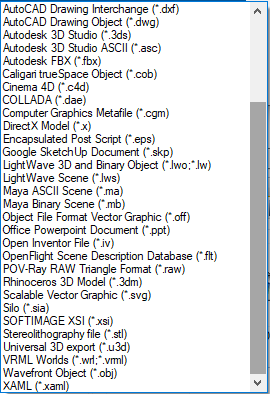 AutoCAD Drawing Interchange (*.dxf)
AutoCAD Drawing Object (*.dwg)
Autodesk 3D Studio (*.3ds)
Autodesk 3D Studio ASCII (*.asc)
Autodesk FBX (*.fbx)
Caligari trueSpace Object (*.cob)
Cinema 4D (*.c4d)
COLLADA (*.dae)
Computer Graphics Metafile (*.cgm)
DirectX Model (*.x)
Encapsulated Post Script (*.eps)
Google SketchUp Document (*.skp)
LightWave 3D and Binary Object (*.lwo;*.lw)
LightWave Scene (*.lws)
Maya ASCII Scene (*.ma)
Maya Binary Scene (*.mb)
Object File Format Vector Graphic (*.off)
Office Powerpoint Document (*.ppt)
Open Inventor File (*.iv)
OpenFlight Scene Description Database (*.flt)
POV-Ray RAW Triangle Format (*.raw)
Rhinoceros 3D Model (*.3dm)
Scalable Vector Graphic (*.svg)
Silo (*.sia)
SOFTIMAGE XSI (*.xsi)
Stereolithography file (*.stl)
Universal 3D export (*.u3d)
VRML Worlds (*.wrl;*.vrml)
Wavefront Object (*.obj)
XAML (*.xaml)